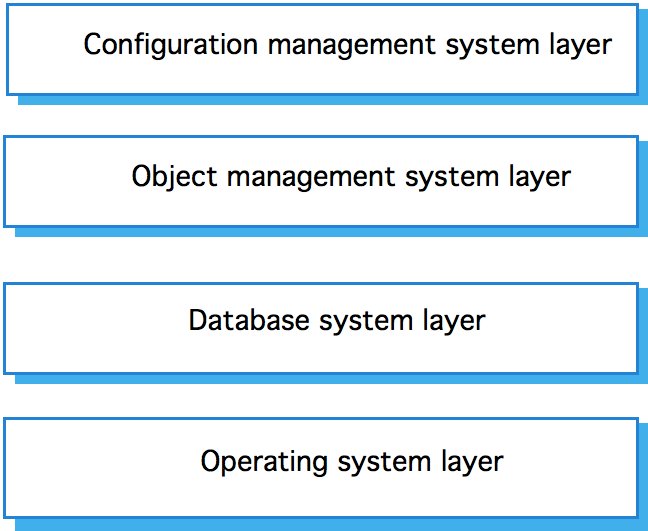 Configuration management system layer
Object management system layer
Database system layer
Operating system layer